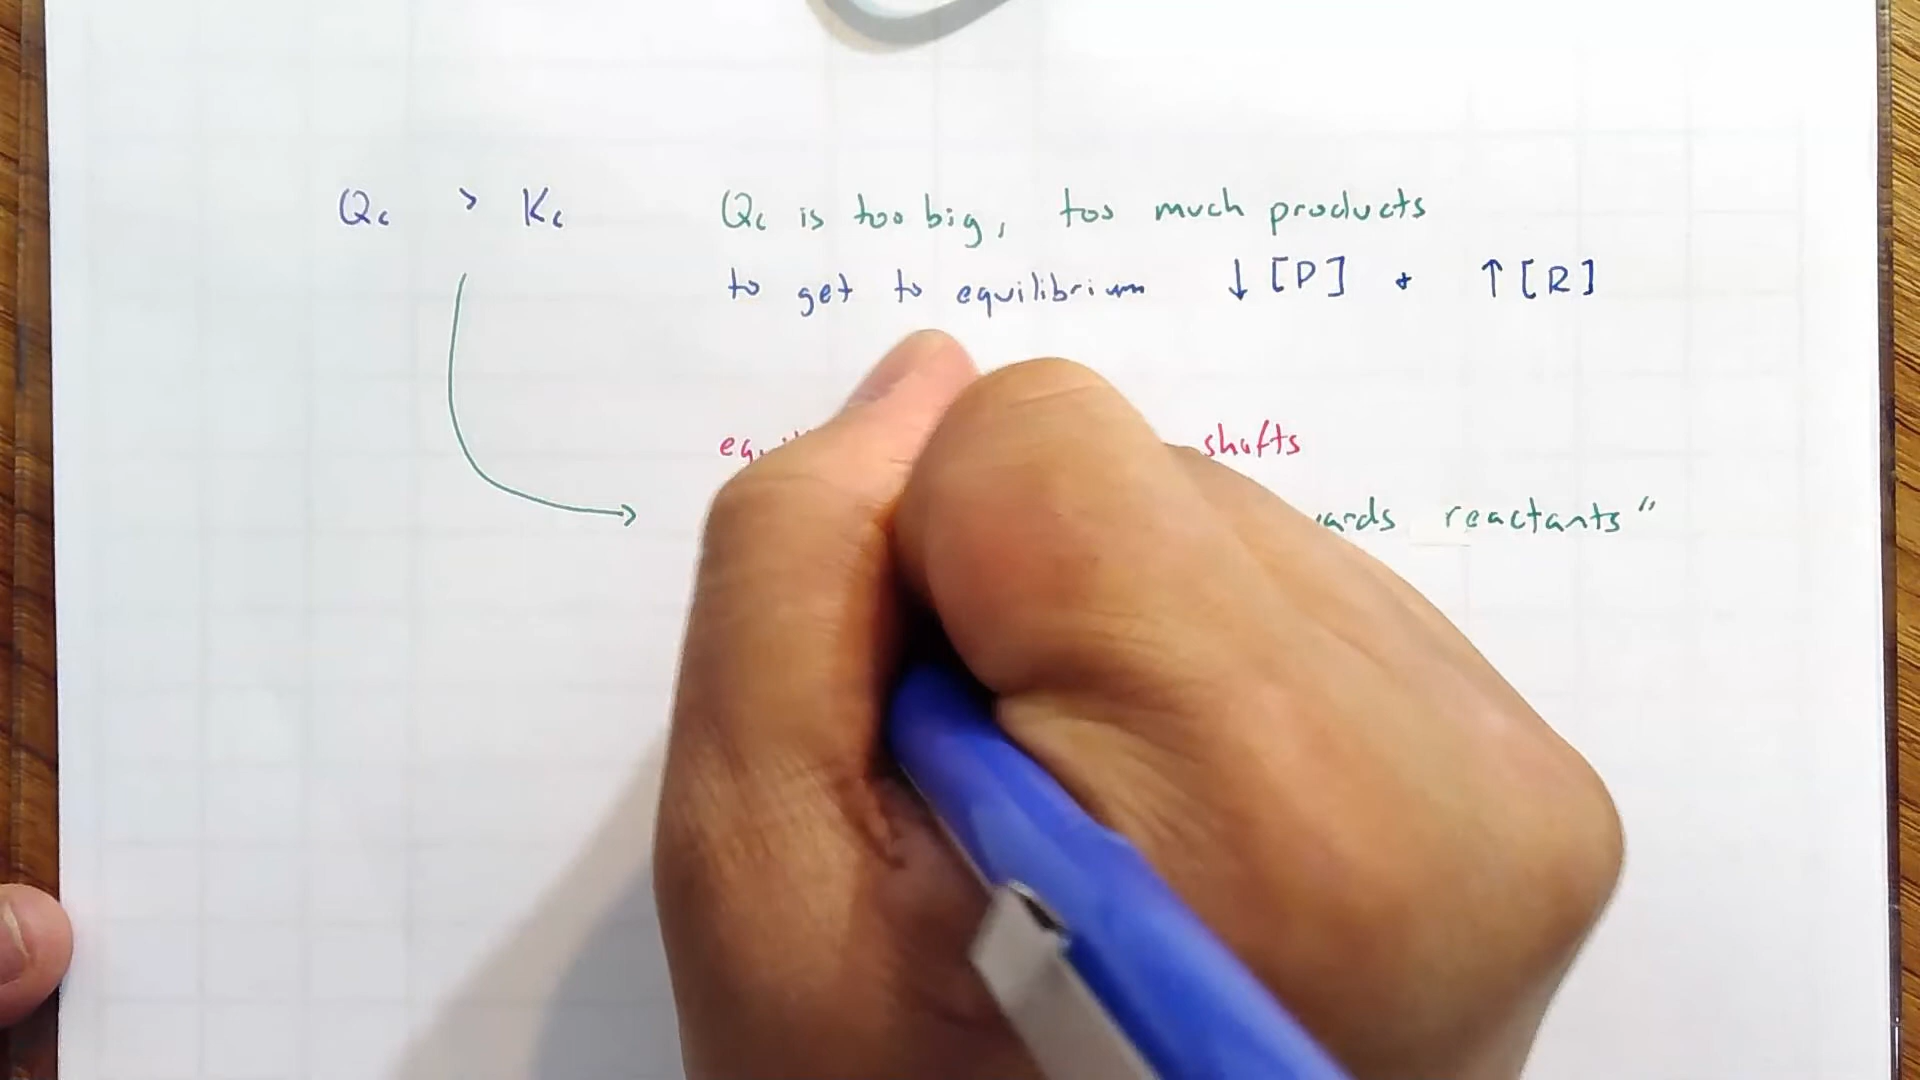 Qc > Kc Qc is too big, too much products
to get to equilibrium ↓ [P] + ↑ [R]
shifts
reactants"